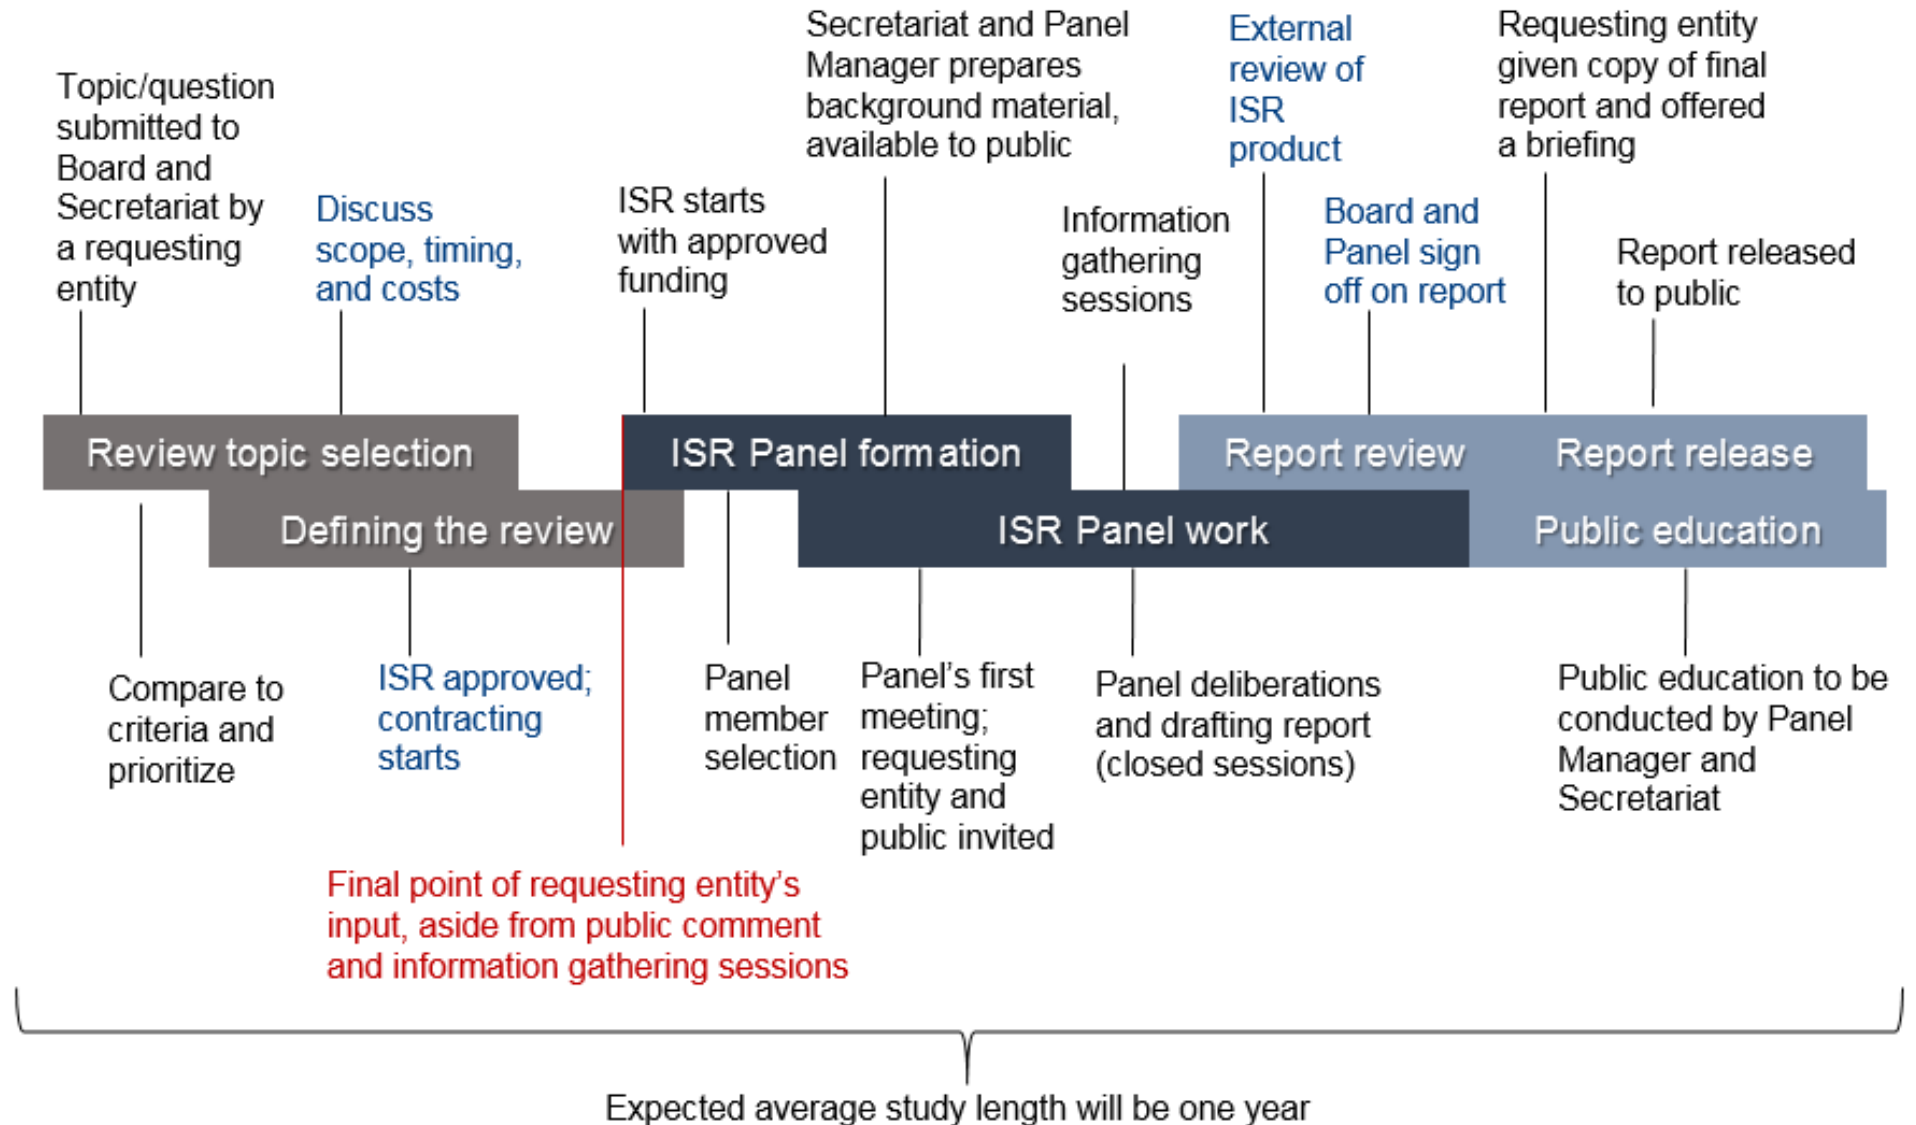 Topic/question
submitted to
Board and
Secretariat by
a requesting
entity
Discuss
scope, timing,
and costs
ISR starts
with approved
funding
Secretariat and Panel
Manager prepares
background material,
available to public
Information
gathering
sessions
External
review of
ISR
product
Board and
Panel sign
off on report
Requesting entity
given copy of final
report and offered
a briefing
Report released
to public
Review topic selection
ISR Panel formation
Report review
Report release
Defining the review
ISR Panel work
Public education
Compare to
criteria and
prioritize
ISR approved;
contracting
starts
Panel
member
selection
Panel’s first
meeting;
requesting
entity and
public invited
Panel deliberations
and drafting report
(closed sessions)
Public education to be
conducted by Panel
Manager and
Secretariat
Final point of requesting entity’s
input, aside from public comment
and information gathering sessions
Expected average study length will be one year